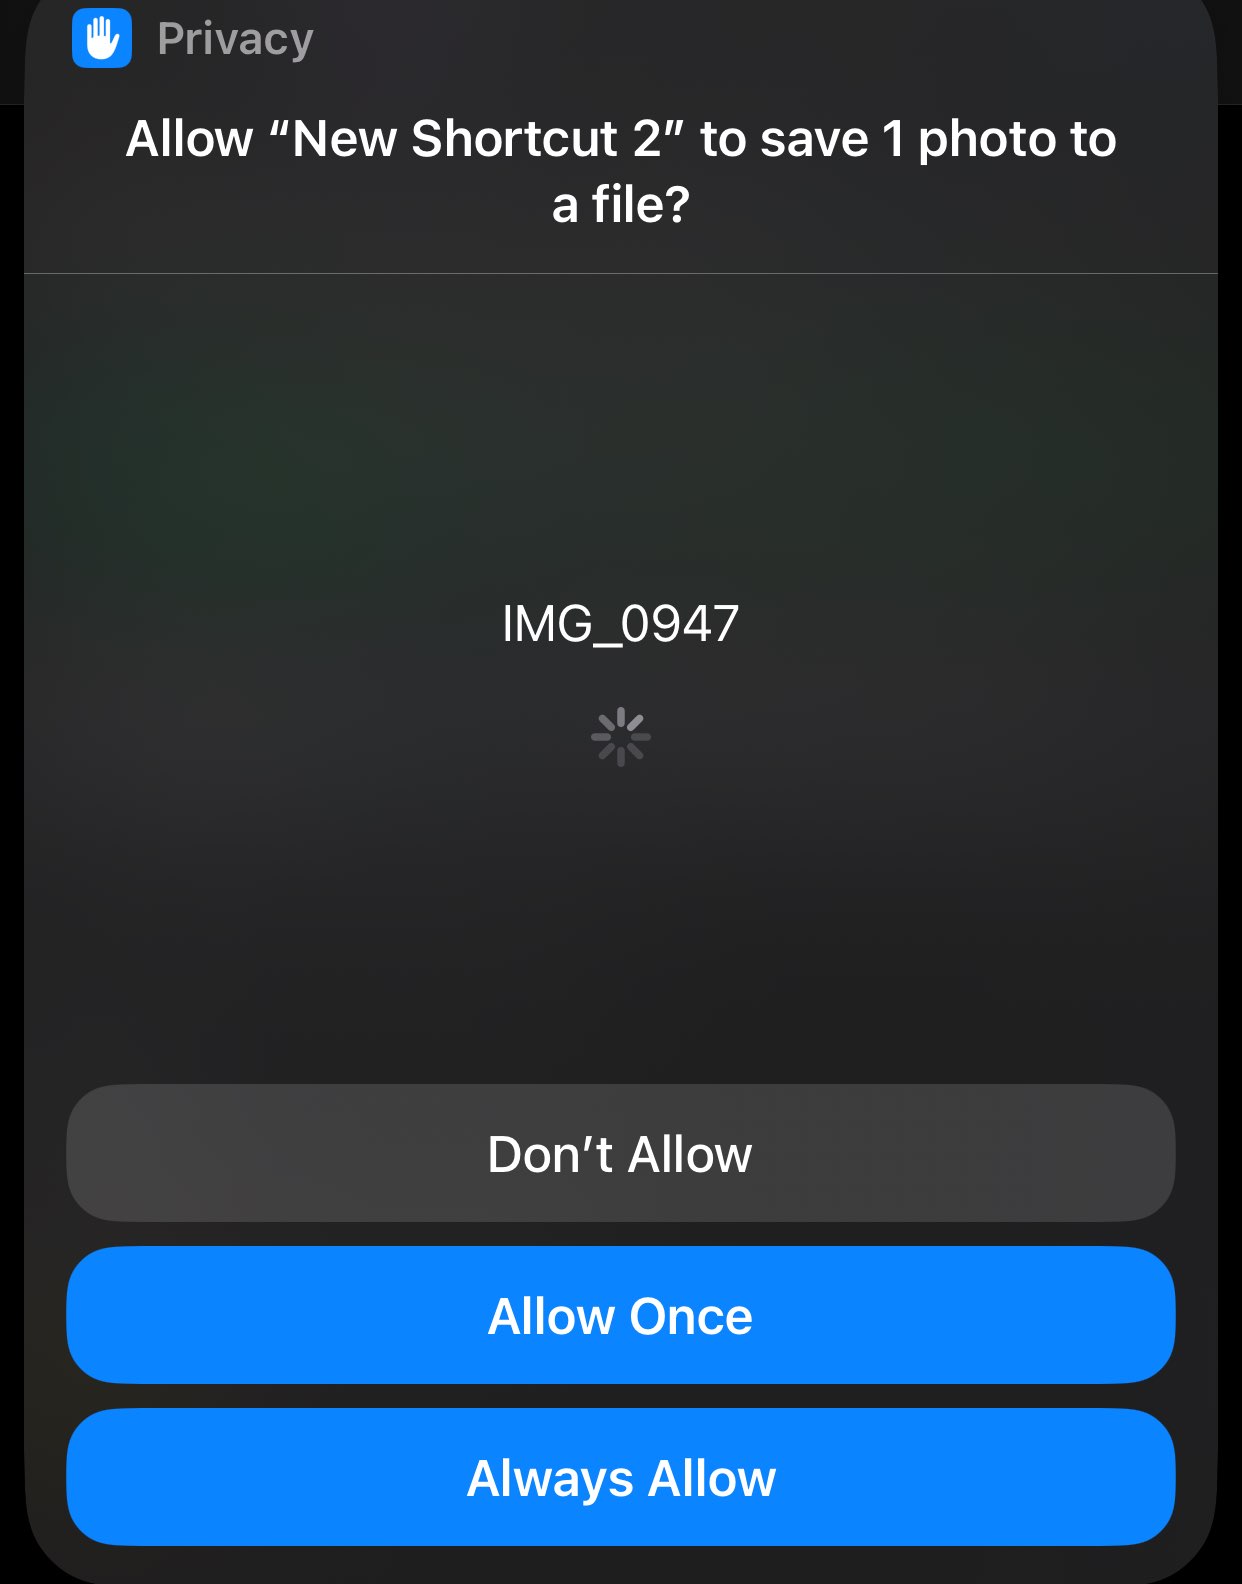 Privacy
Allow “New Shortcut 2” to save 1 photo to
a file?
IMG_0947
Don’t Allow
Allow Once
Always Allow